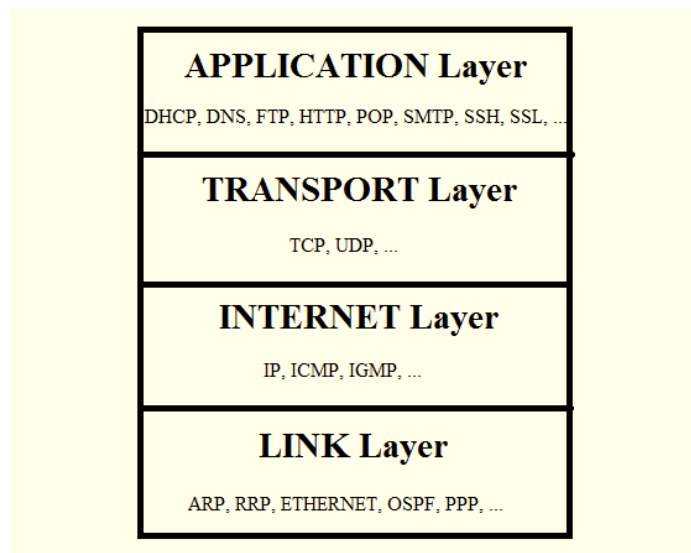 APPLICATION Layer
DHCP, DNS, FTP, HTTP, POP, SMTP, SSH, SSL, ...
TRANSPORT Layer
TCP, UDP, ...
INTERNET Layer
IP, ICMP, IGMP, ...
LINK Layer
ARP, RRP, ETHERNET, OSPF, PPP, ...